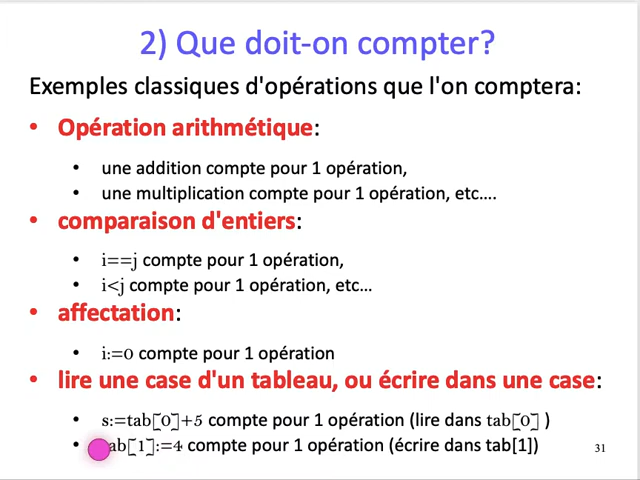 2) Que doit-on compter?
Exemples classiques d'opérations que l'on comptera:
• Opération arithmétique:
• une addition compte pour 1 opération,
• une multiplication compte pour 1 opération, etc….
• comparaison d'entiers:
• i==j compte pour 1 opération,
• i<j compte pour 1 opération, etc…
• affectation:
• i:=0 compte pour 1 opération
• lire une case d'un tableau, ou écrire dans une case:
• s:=tab[0]+5 compte pour 1 opération (lire dans tab[0] )
• ab[1]:=4 compte pour 1 opération (écrire dans tab[1])
31